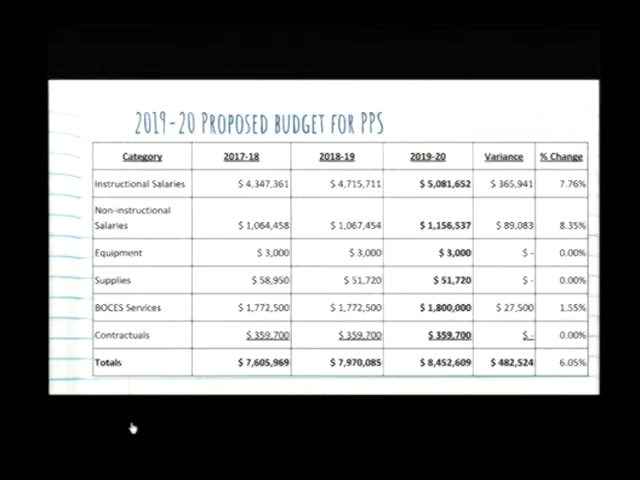 2019-20 PROPOSED BUDGET FOR PPS
Category 2017-18 2018-19 2019-20 Variance % Change
Instructional Salaries $ 4,347,361 $ 4,715,711 $ 5,081,652 $ 365,941 7.76%
Non-instructional
Salaries $ 1,064,458 $ 1,067,454 $ 1,156,537 $ 89,083 8.35%
Equipment $ 3,000 $ 3,000 $ 3,000 $ - 0.00%
Supplies $ 58,950 $ 51,720 $ 51,720 $ - 0.00%
BOCES Services $ 1,772,500 $ 1,772,500 $ 1,800,000 $ 27,500 1.55%
Contractuals $ 359,700 $ 359,700 $ 359,700 $ - 0.00%
Totals $ 7,605,969 $ 7,970,085 $ 8,452,609 $ 482,524 6.05%